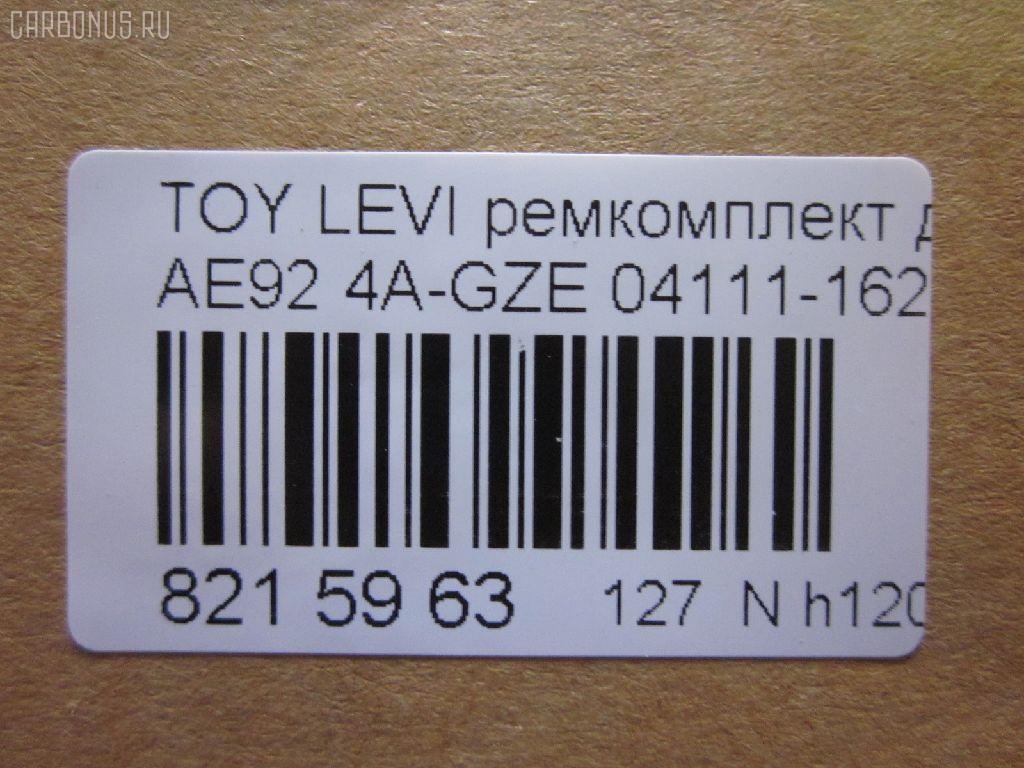 CARBONUS.RU
TOY LEVI ремкомплект
AE92 4A-GZE 04111-162
821 59 63 127 N h120